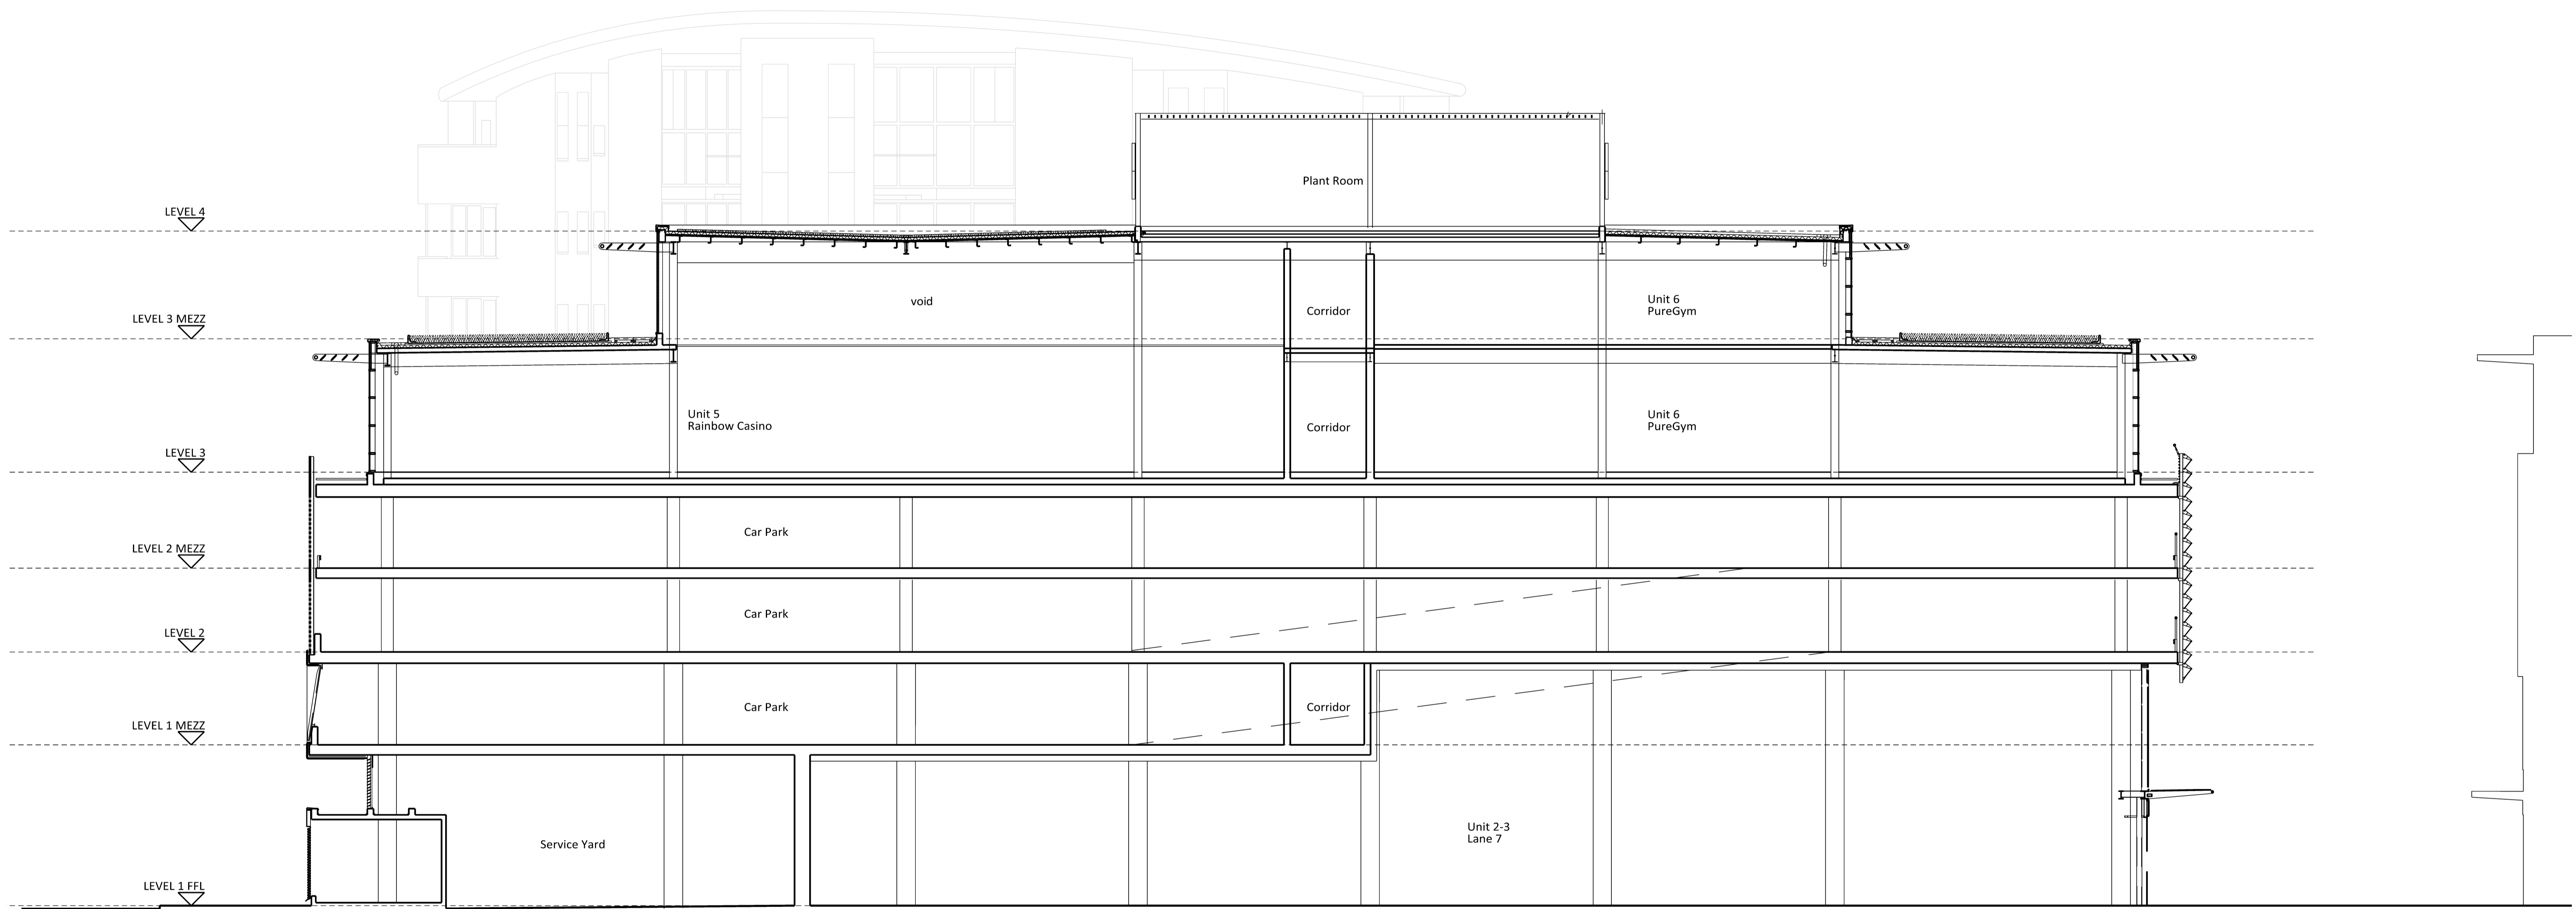 Plant Room
LEVEL 4
void
Corridor
Unit 6
PureGym
LEVEL 3 MEZZ
Unit 5
Rainbow Casino
Corridor
Unit 6
PureGym
LEVEL 3
Car Park
LEVEL 2 MEZZ
Car Park
LEVEL 2
Car Park
Corridor
LEVEL 1 MEZZ
Unit 2-3
Lane 7
Service Yard
LEVEL 1 FFL